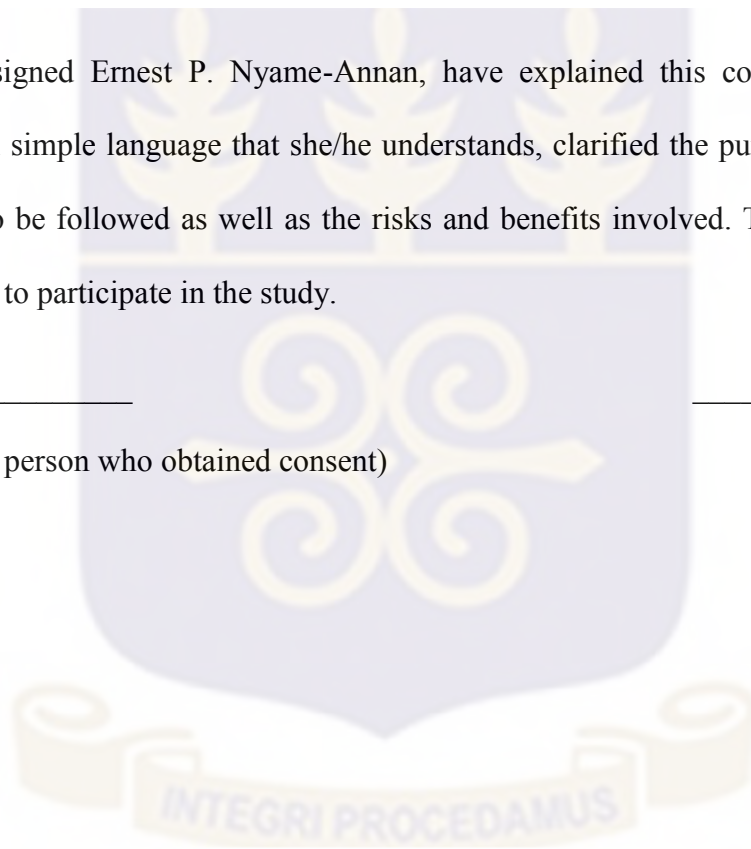 signed Ernest P. Nyame-Annan, have explained this co
simple language that she/he understands, clarified the pu
be followed as well as the risks and benefits involved. T
to participate in the study.
person who obtained consent)
INTEGRI PROCEDAMUS